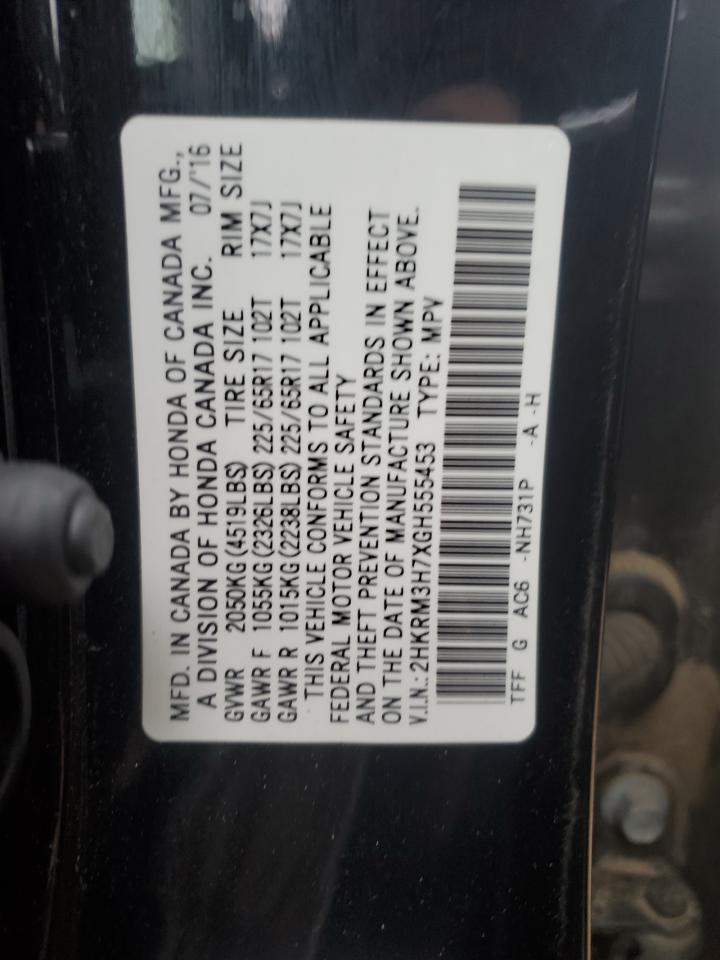 MFD. IN CANADA BY HONDA OF CANADA MFG.,
A DIVISION OF HONDA CANADA INC. 07/'16
GVWR 2050KG(4519LBS) TIRE SIZE RIM SIZE
GAWR F 1055KG(2326LBS) 225/65R17 102T 17X7J
GAWR R 1015KG(2238LBS) 225/65R17 102T 17X7J
THIS VEHICLE CONFORMS TO ALL APPLICABLE
FEDERAL MOTOR VEHICLE SAFETY
AND THEFT PREVENTION STANDARDS IN EFFECT
ON THE DATE OF MANUFACTURE SHOWN ABOVE.
V.I.N.: 2HKRM3H7XGH555453 TYPE: MPV
TFF G AC6 -NH731P -A -H